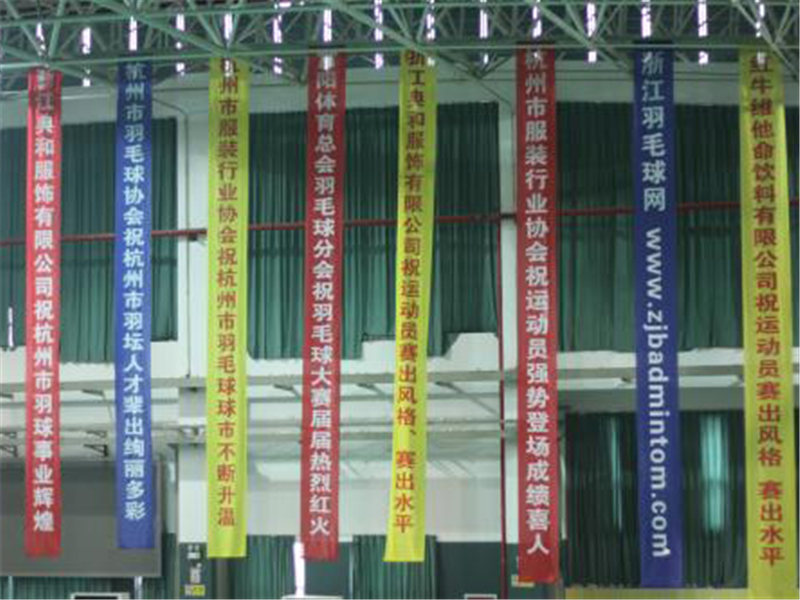 浙江典和服饰有限公司祝杭州市羽球事业辉煌
杭州市羽毛球协会祝杭州市羽坛人才辈出绚丽多彩
杭州市服装行业协会祝杭州市羽毛球球市不断升温
阳体育总会羽毛球分会祝羽毛球大赛届届热烈红火
浙江典和服饰有限公司祝运动员赛出风格、赛出水平
杭州市服装行业协会祝运动员强势登场成绩喜人
浙江羽毛球网 www.zjbadmintom.com
红牛维他命饮料有限公司祝运动员赛出风格 赛出水平